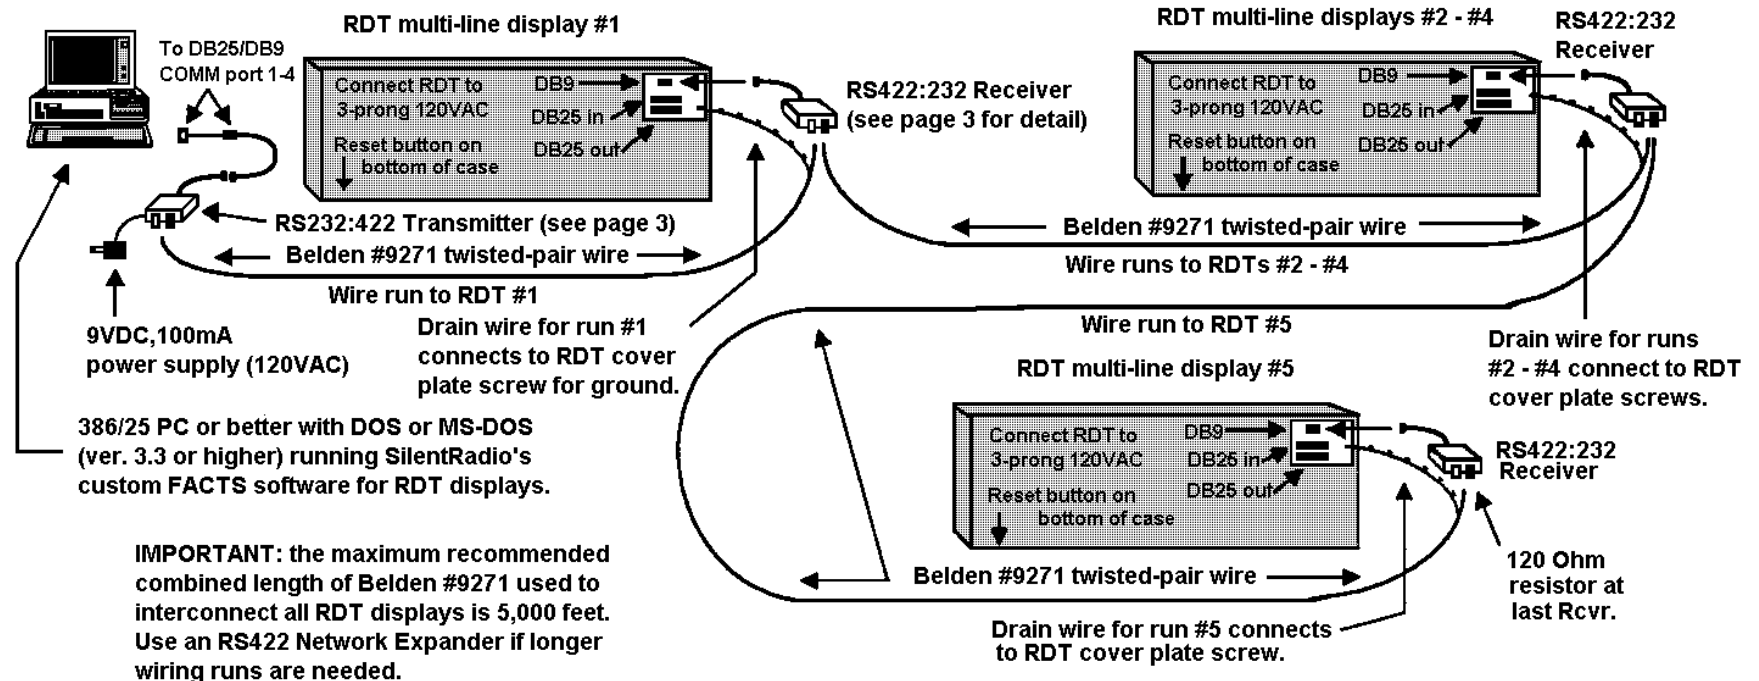 RDT multi-line display #1
To DB25/DB9
COMM port 1-4
Connect RDT to
3-prong 120VAC
DB9
DB25 in
DB25 out
Reset button on
bottom of case
RS422:232 Receiver
(see page 3 for detail)
RDT multi-line displays #2 - #4
RS422:232
Receiver
Connect RDT to
3-prong 120VAC
DB9
DB25 in
DB25 out
Reset button on
bottom of case
RS232:422 Transmitter (see page 3)
Belden #9271 twisted-pair wire
Wire run to RDT #1
Belden #9271 twisted-pair wire
Wire runs to RDTs #2 - #4
9VDC,100mA
power supply (120VAC)
Drain wire for run #1
connects to RDT cover
plate screw for ground.
Wire run to RDT #5
Drain wire for runs
#2 - #4 connect to RDT
cover plate screws.
RDT multi-line display #5
386/25 PC or better with DOS or MS-DOS
(ver. 3.3 or higher) running SilentRadio's
custom FACTS software for RDT displays.
Connect RDT to
3-prong 120VAC
DB9
DB25 in
DB25 out
Reset button on
bottom of case
RS422:232
Receiver
IMPORTANT: the maximum recommended
combined length of Belden #9271 used to
interconnect all RDT displays is 5,000 feet.
Use an RS422 Network Expander if longer
wiring runs are needed.
Belden #9271 twisted-pair wire
120 Ohm
resistor at
last Rcvr.
Drain wire for run #5 connects
to RDT cover plate screw.